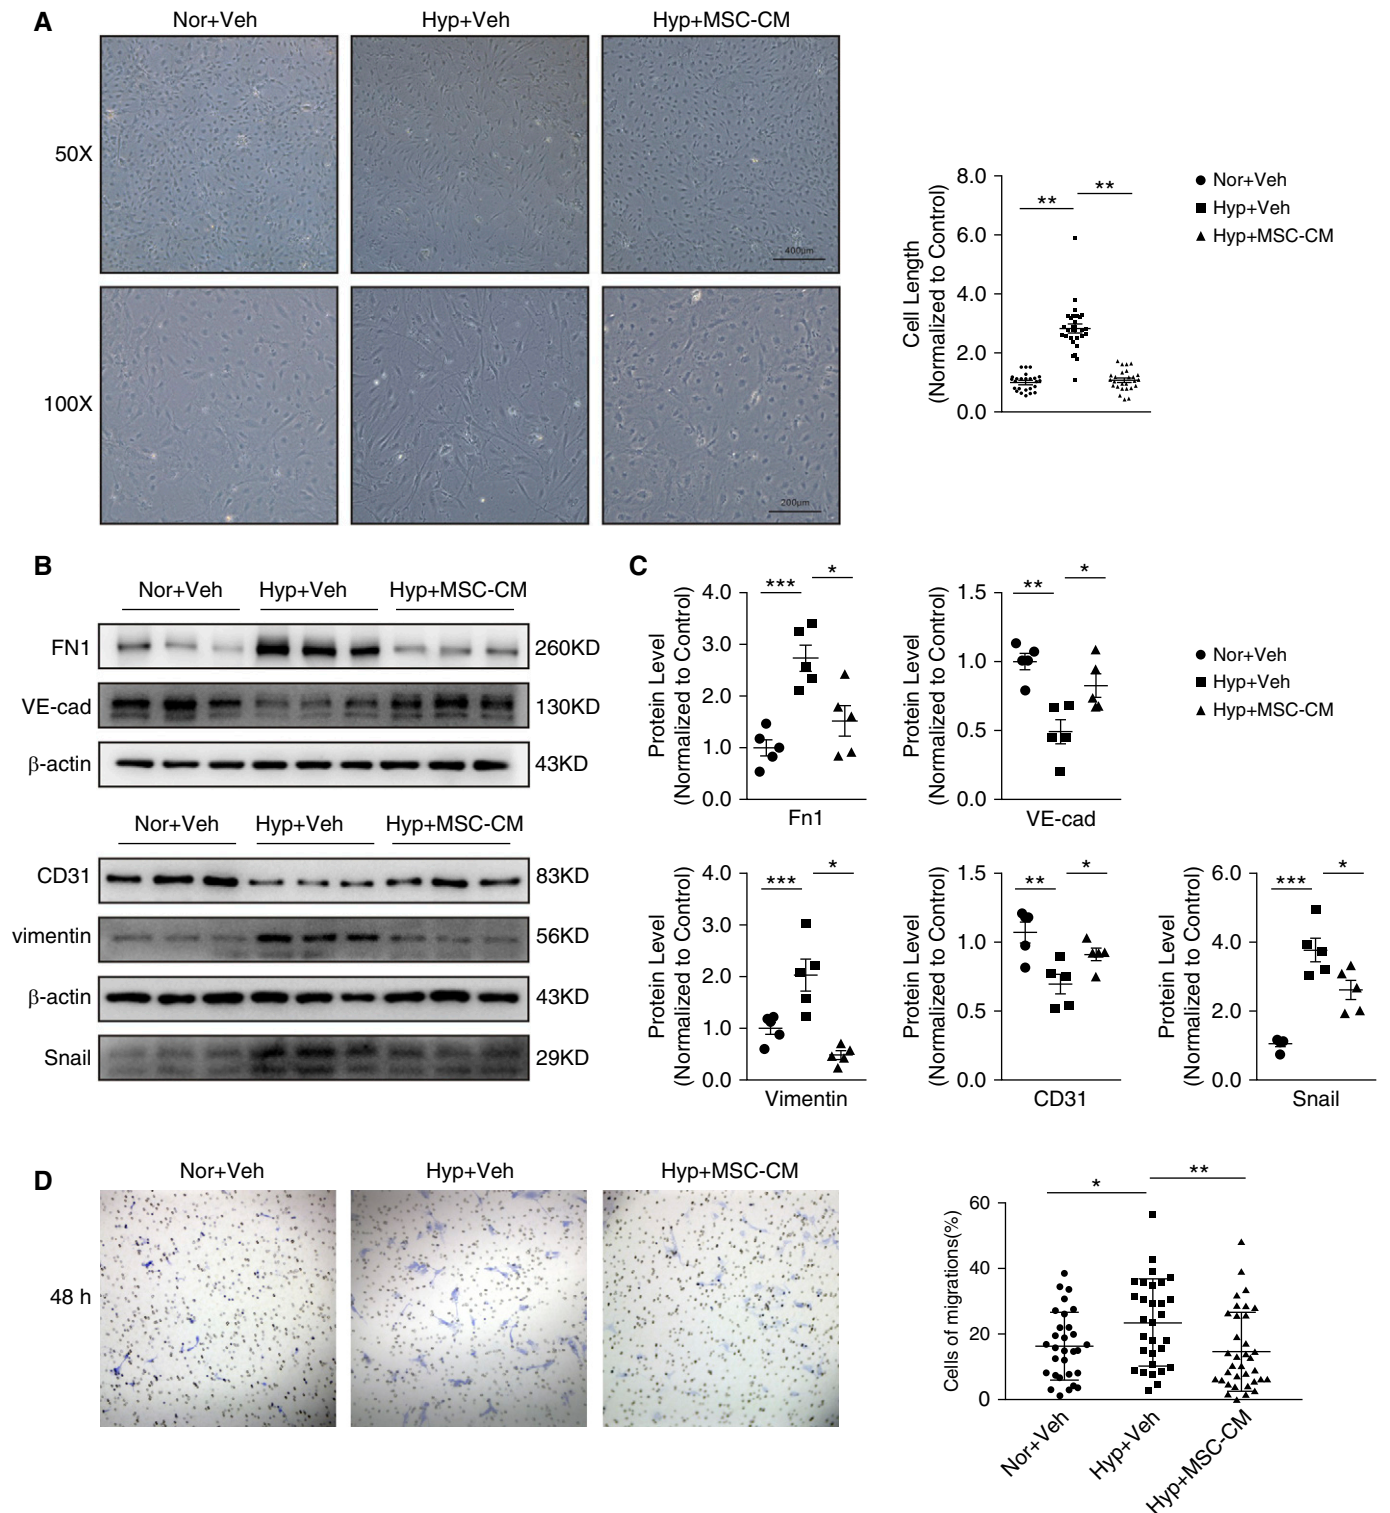 A
Nor+Veh
Hyp+Veh
Hyp+MSC-CM
50X
400µm
100X
200µm
Cell Length
(Normalized to Control)
8.0
6.0
4.0
2.0
0.0
**
**
Nor+Veh
Hyp+Veh
Hyp+MSC-CM
B
Nor+Veh
Hyp+Veh
Hyp+MSC-CM
FN1
260KD
VE-cad
130KD
β-actin
43KD
Nor+Veh
Hyp+Veh
Hyp+MSC-CM
CD31
83KD
vimentin
56KD
β-actin
43KD
Snail
29KD
C
Protein Level
(Normalized to Control)
4.0
3.0
2.0
1.0
0.0
***
*
Fn1
Protein Level
(Normalized to Control)
1.5
1.0
0.5
0.0
**
*
VE-cad
Nor+Veh
Hyp+Veh
Hyp+MSC-CM
Protein Level
(Normalized to Control)
4.0
3.0
2.0
1.0
0.0
***
*
Vimentin
Protein Level
(Normalized to Control)
1.5
1.0
0.5
0.0
**
*
CD31
Protein Level
(Normalized to Control)
6.0
4.0
2.0
0.0
***
*
Snail
D
Nor+Veh
Hyp+Veh
Hyp+MSC-CM
48 h
Cells of migrations(%)
60
40
20
0
*
**
Nor+Veh
Hyp+Veh
Hyp+MSC-CM